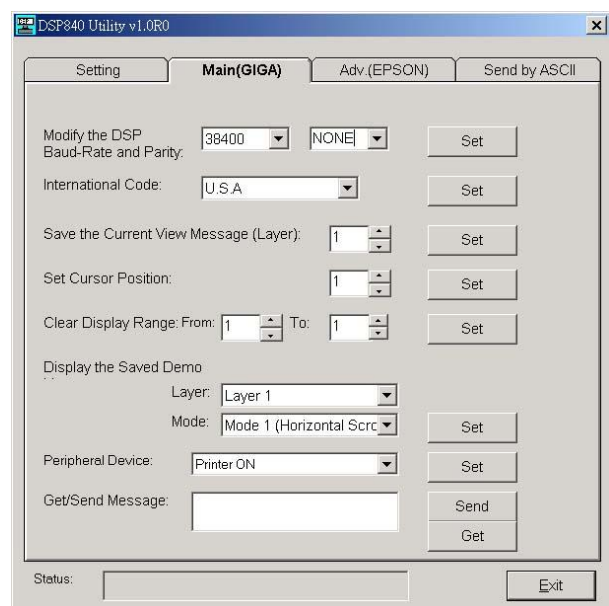 DSP840 Utility v1.0R0
Setting Main(GIGA) Adv.(EPSON) Send by ASCII
Modify the DSP
Baud-Rate and Parity: 38400 NONE Set
International Code: U.S.A Set
Save the Current View Message (Layer): 1 Set
Set Cursor Position: 1 Set
Clear Display Range: From: 1 To: 1 Set
Display the Saved Demo
Layer: Layer 1
Mode: Mode 1 (Horizontal Scrc Set
Peripheral Device: Printer ON Set
Get/Send Message: Send
Get
Status: Exit